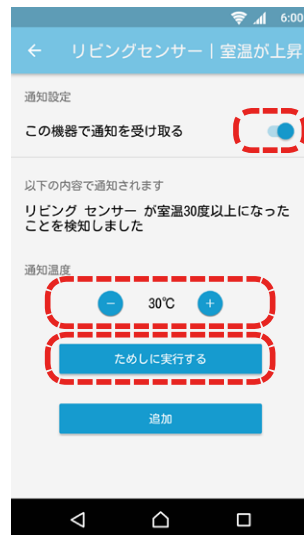 6:00
リビングセンサー｜室温が上昇
通知設定
この機器で通知を受け取る
以下の内容で通知されます
リビング センサー が室温30度以上になった
ことを検知しました
通知温度
− 30℃ +
ためしに実行する
追加